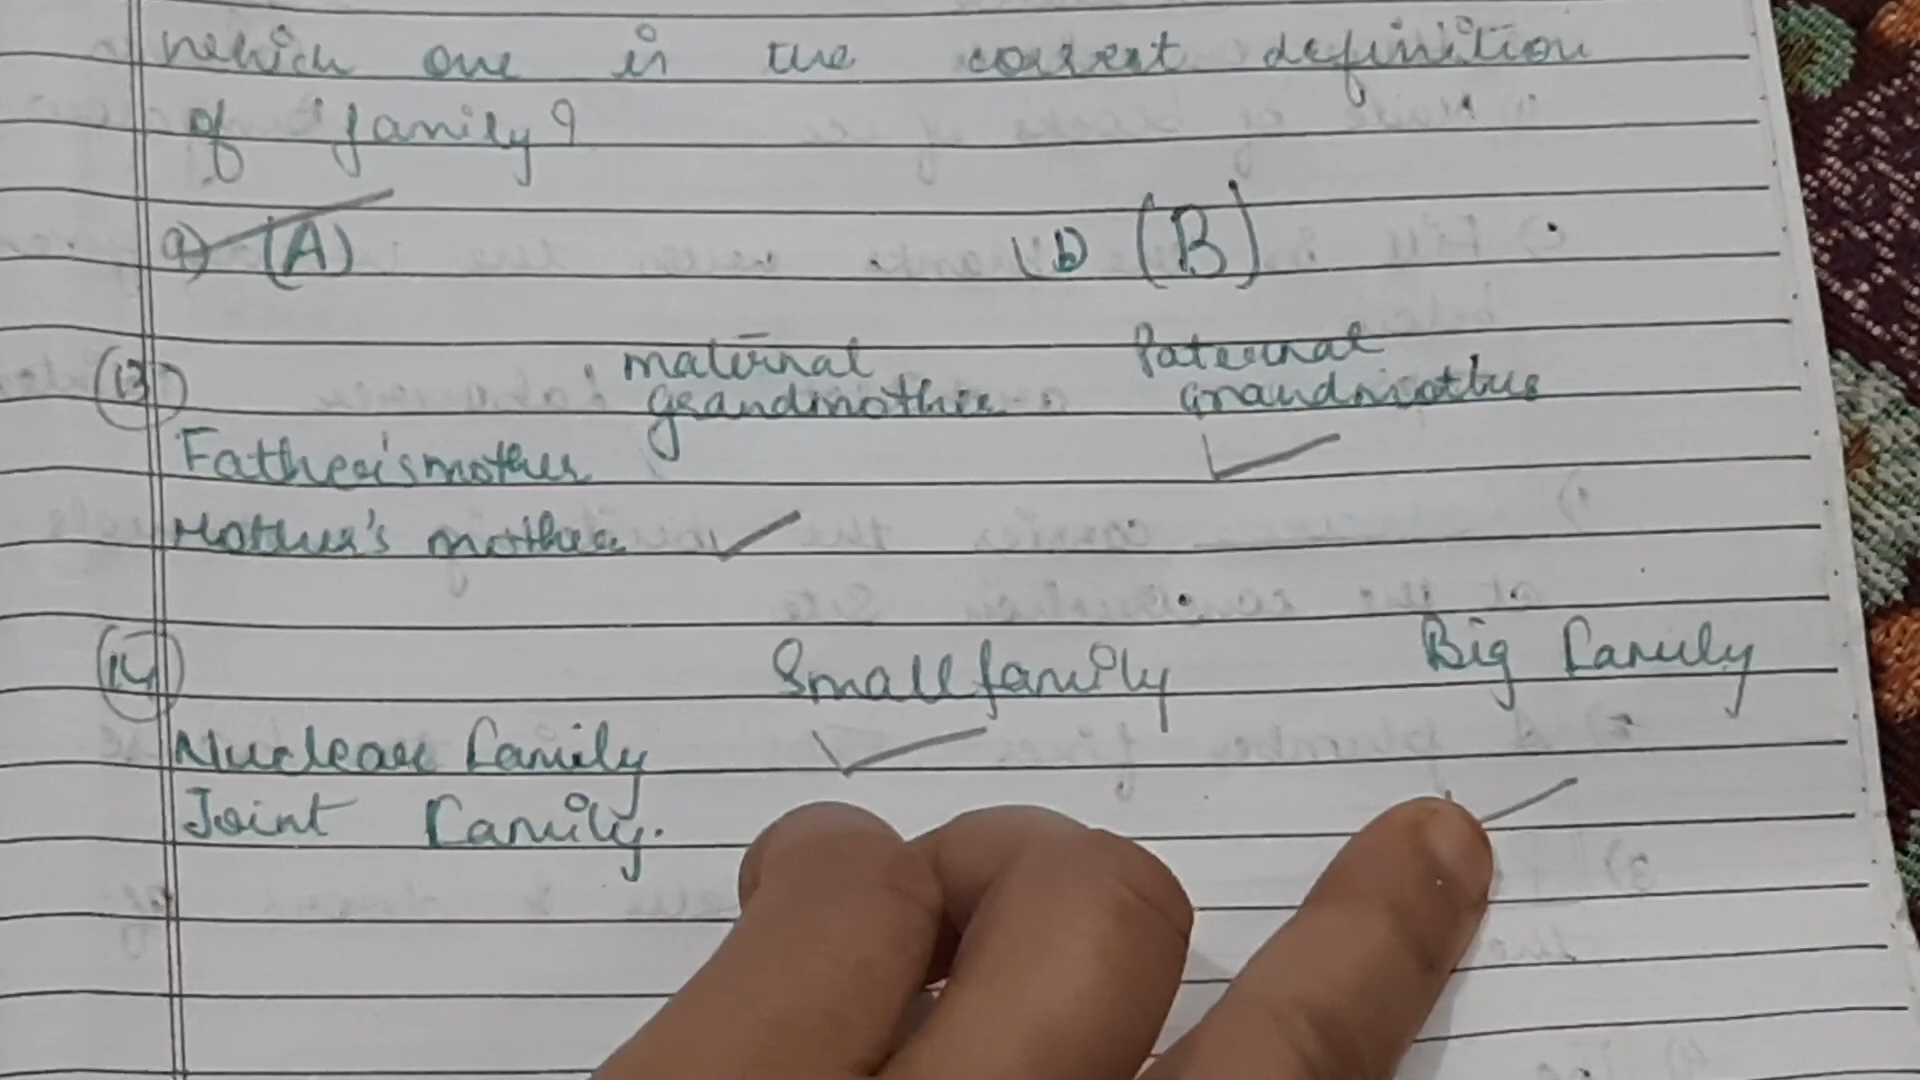 which one is the correct definition
of 'family?
a) (A) b (B)
(13) maternal grandmother Paternal Grandmother
Father's mother ✓
Mother's mother ✓
(14) Small family Big Family
Nuclear Family ✓
Joint Family. ✓